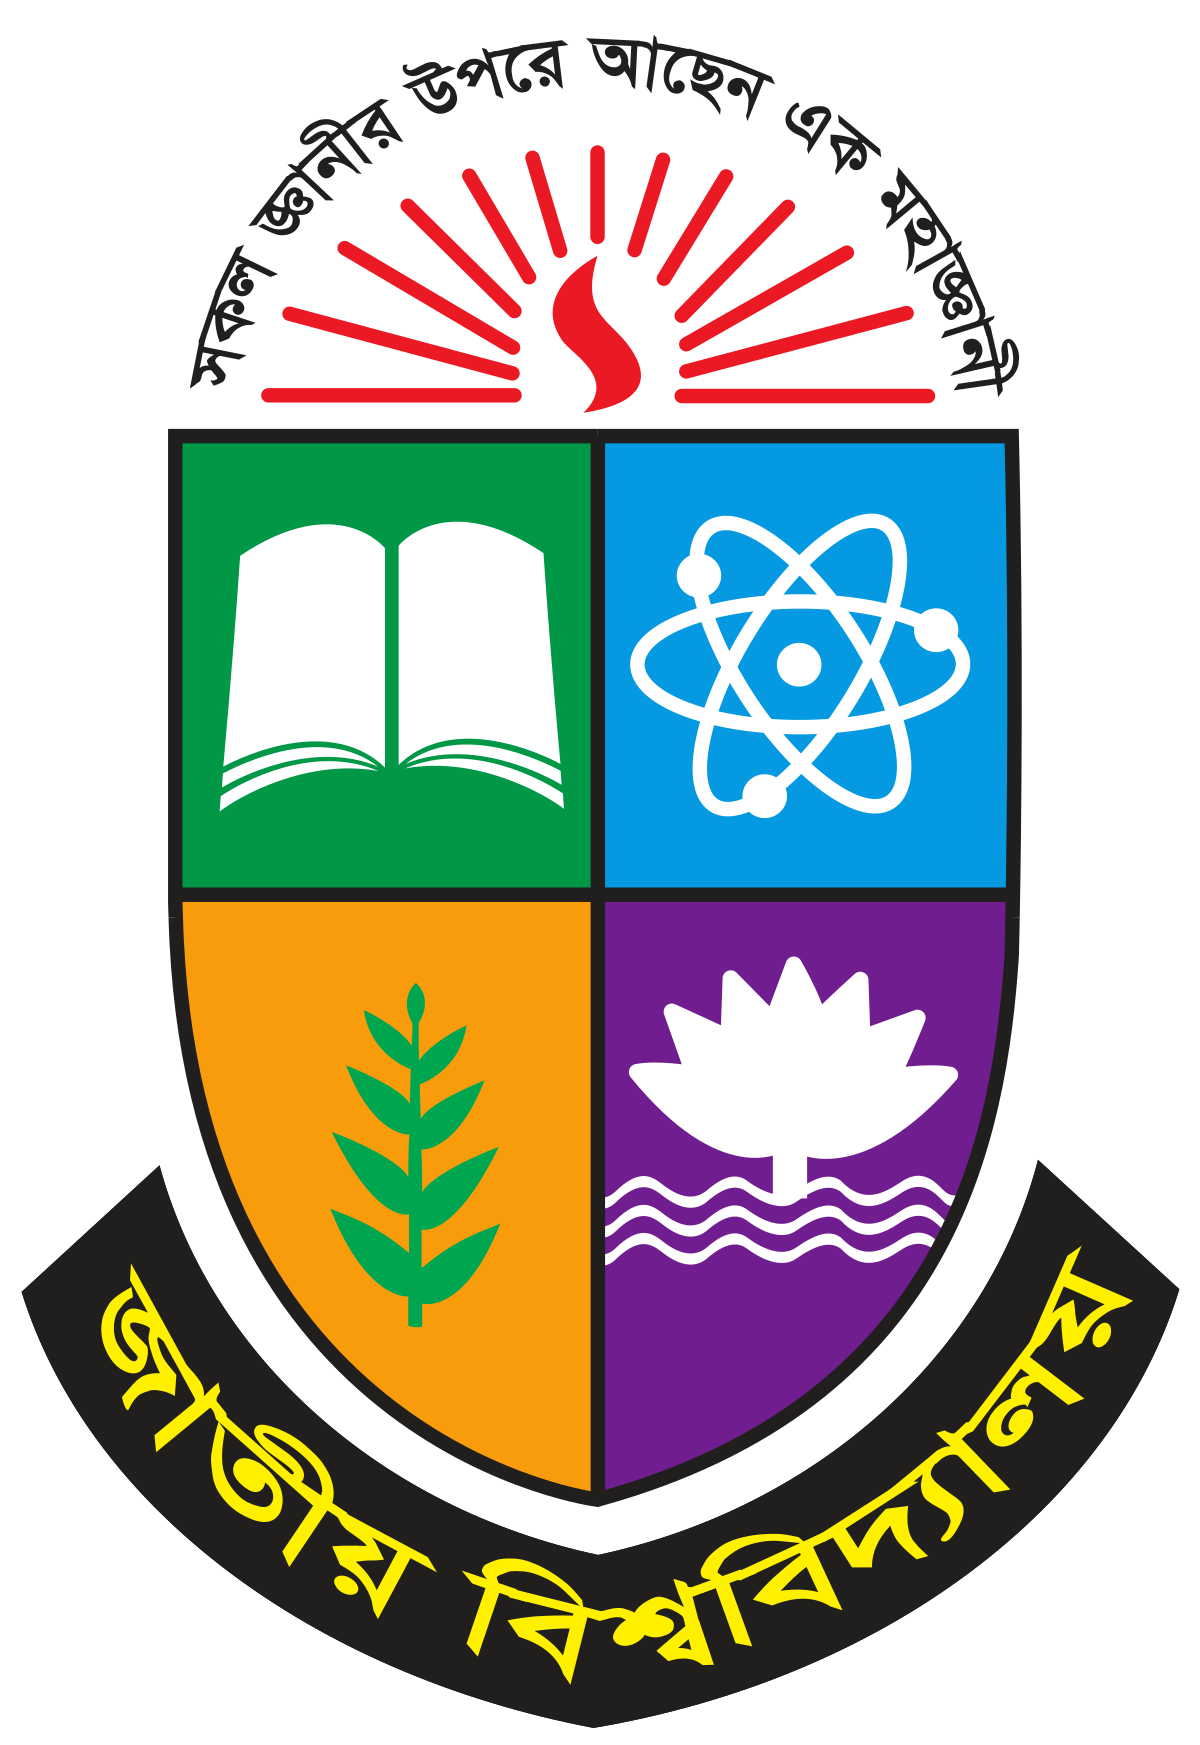 সকল জ্ঞানীর উপরে আছেন এক মহাজ্ঞানী
জাতীয় বিশ্ববিদ্যালয়